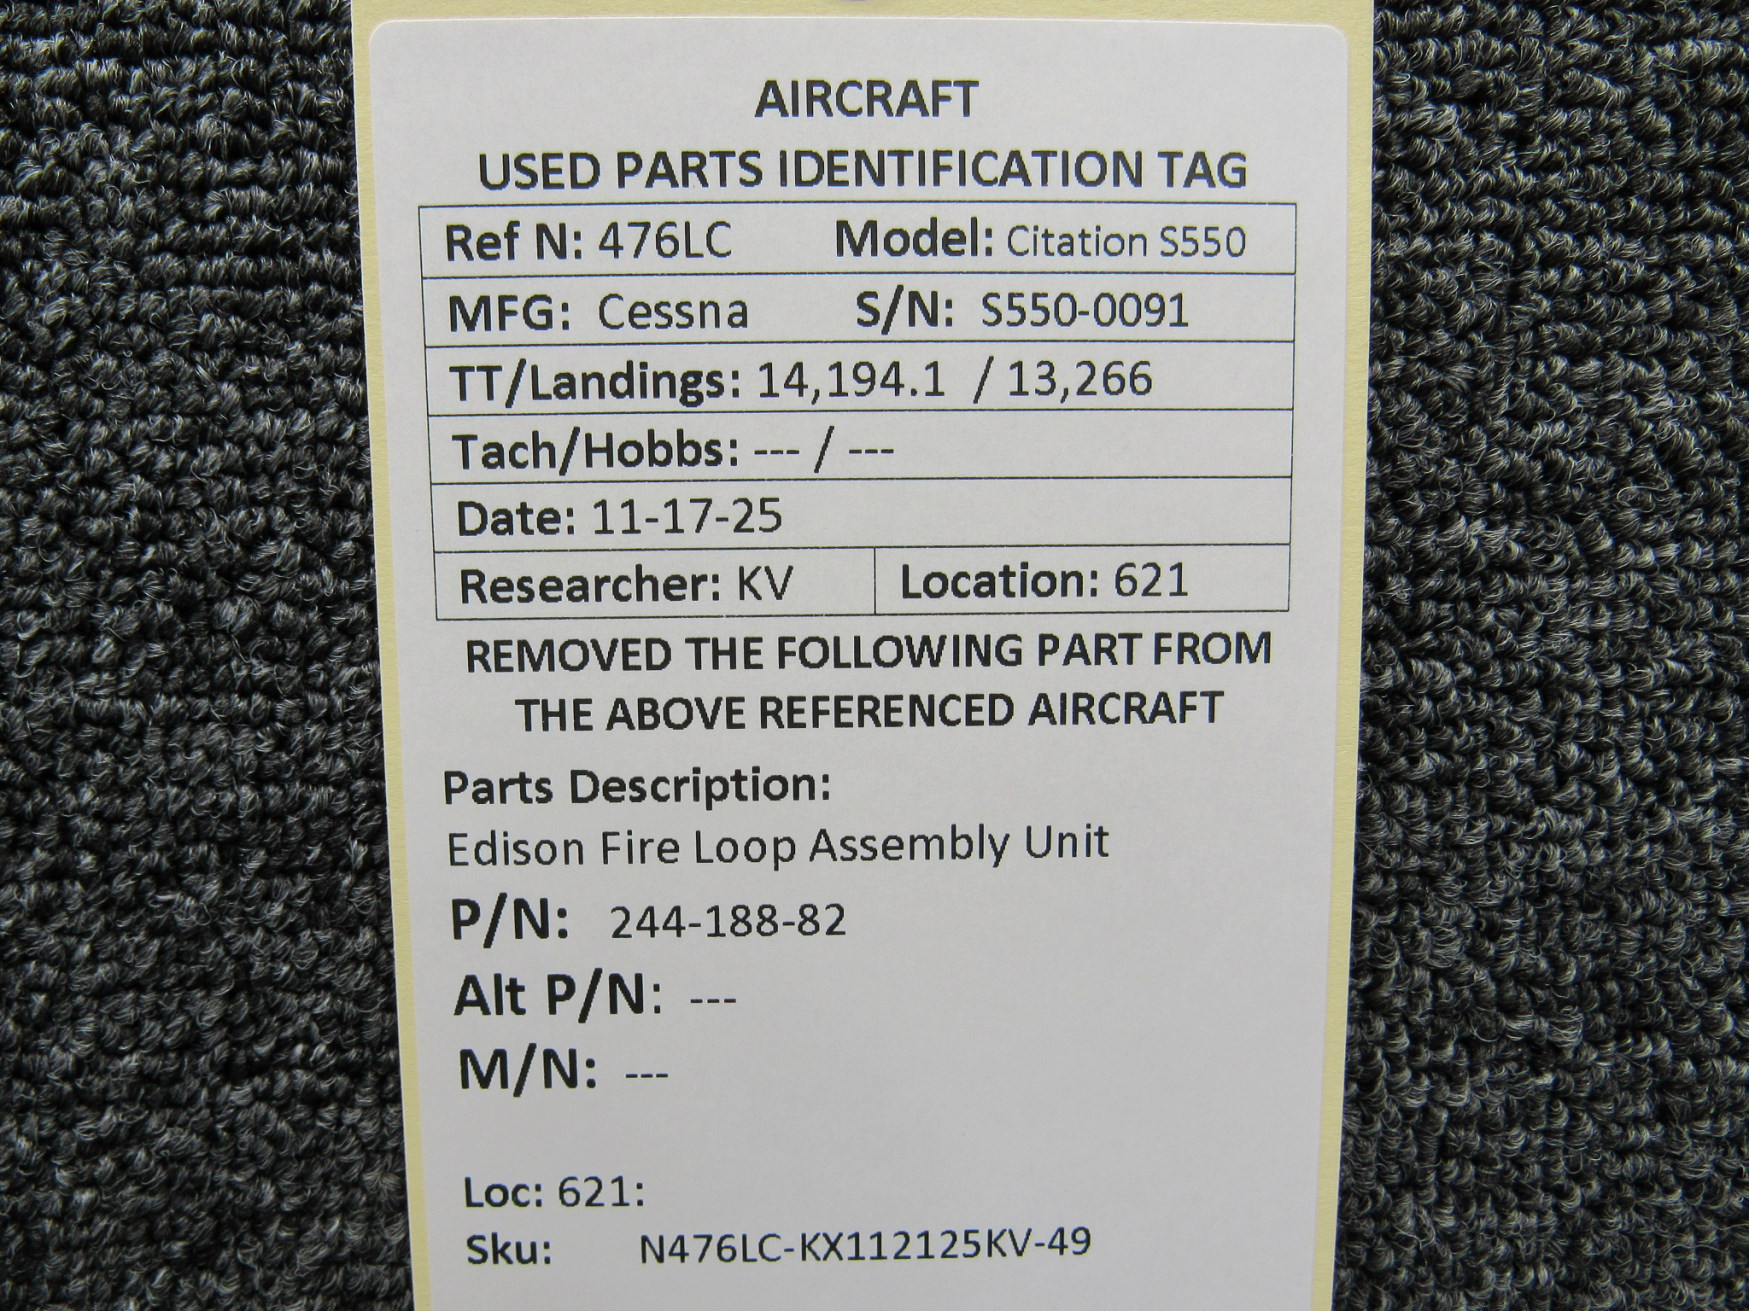 AIRCRAFT
USED PARTS IDENTIFICATION TAG
Ref N: 476LC Model: Citation S550
MFG: Cessna S/N: S550-0091
TT/Landings: 14,194.1 / 13,266
Tach/Hobbs: --- / ---
Date: 11-17-25
Researcher: KV Location: 621
REMOVED THE FOLLOWING PART FROM
THE ABOVE REFERENCED AIRCRAFT
Parts Description:
Edison Fire Loop Assembly Unit
P/N: 244-188-82
Alt P/N: ---
M/N: ---
Loc: 621:
Sku: N476LC-KX112125KV-49